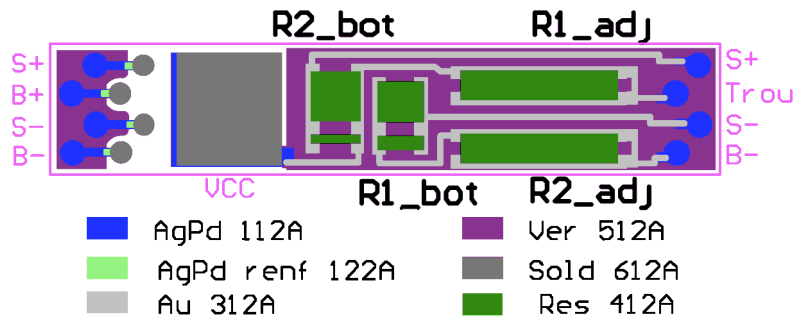 R2_bot R1_adj
S+ S+
B+ Trou
S- S-
B- B-
VCC R1_bot R2_adj
AgPd 112A Ver 512A
AgPd renf 122A Sold 612A
Au 312A Res 412A